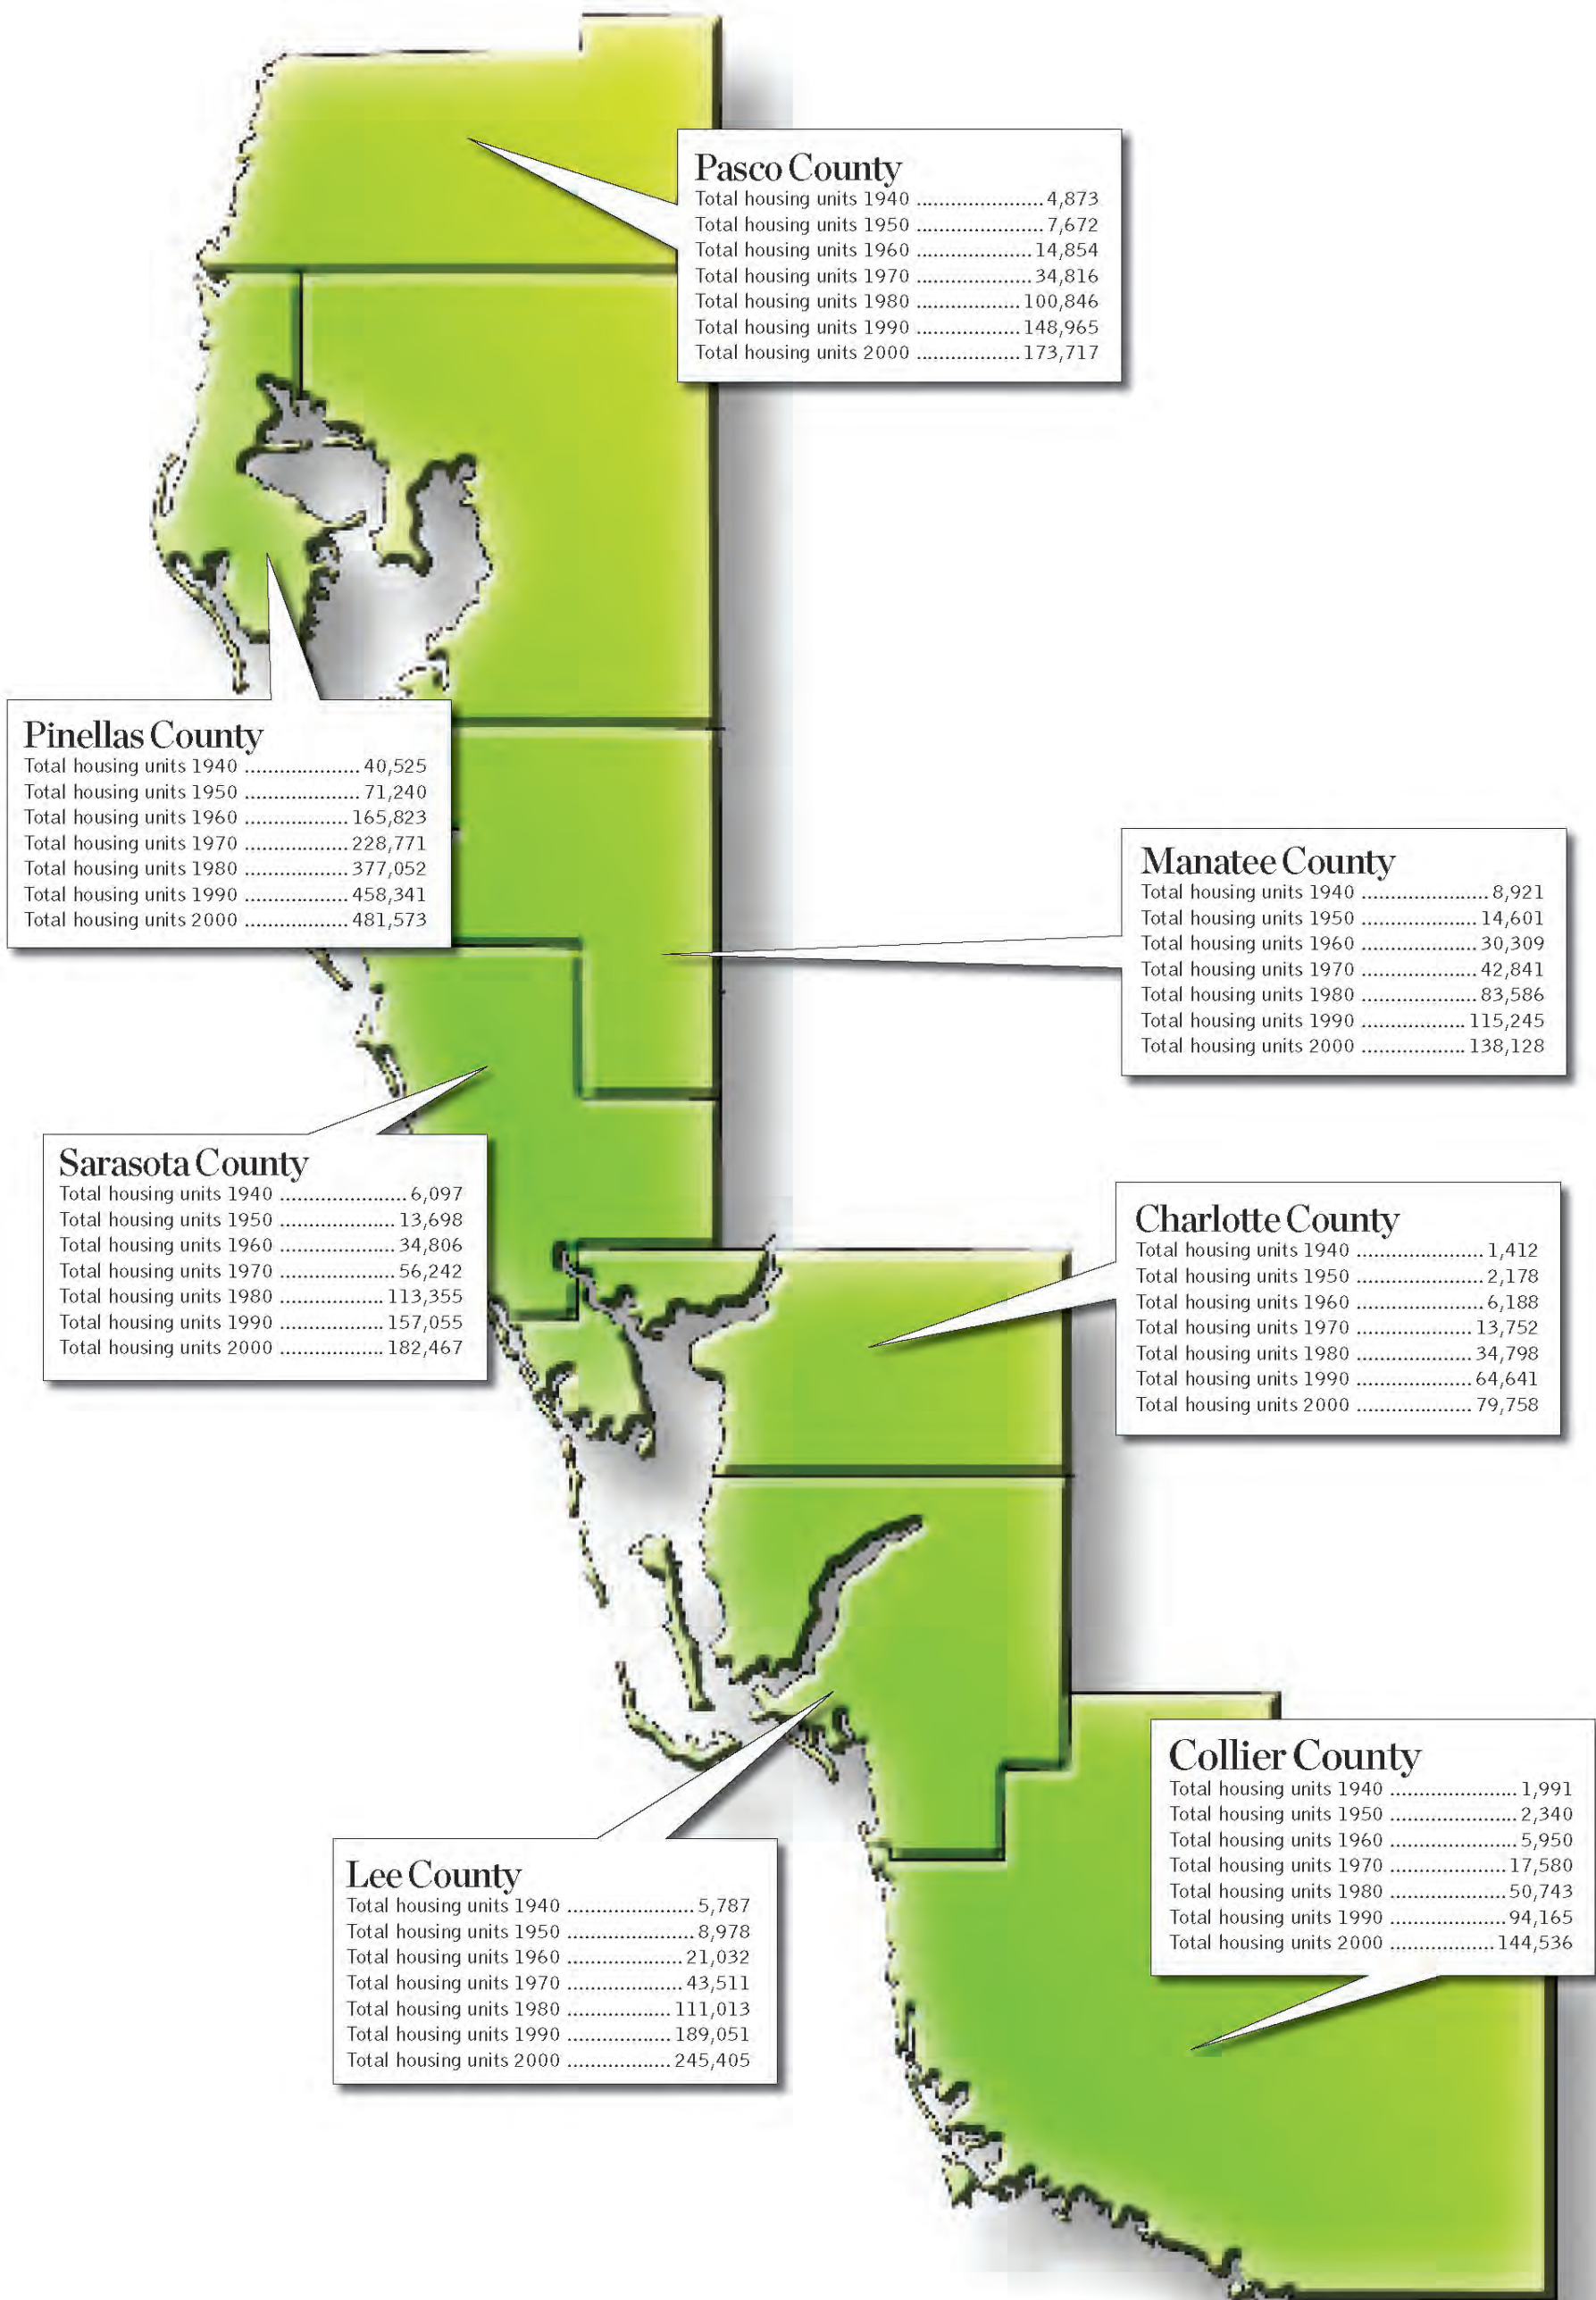 Pasco County
Total housing units 1940 ...................... 4,873
Total housing units 1950 ...................... 7,672
Total housing units 1960 .................... 14,854
Total housing units 1970 .................... 34,816
Total housing units 1980 .................. 100,846
Total housing units 1990 .................. 148,965
Total housing units 2000 .................. 173,717
Pinellas County
Total housing units 1940 .................... 40,525
Total housing units 1950 .................... 71,240
Total housing units 1960 .................. 165,823
Total housing units 1970 .................. 228,771
Total housing units 1980 .................. 377,052
Total housing units 1990 .................. 458,341
Total housing units 2000 .................. 481,573
Manatee County
Total housing units 1940 ...................... 8,921
Total housing units 1950 .................... 14,601
Total housing units 1960 .................... 30,309
Total housing units 1970 .................... 42,841
Total housing units 1980 .................... 83,586
Total housing units 1990 .................. 115,245
Total housing units 2000 .................. 138,128
Sarasota County
Total housing units 1940 ...................... 6,097
Total housing units 1950 .................... 13,698
Total housing units 1960 .................... 34,806
Total housing units 1970 .................... 56,242
Total housing units 1980 .................. 113,355
Total housing units 1990 .................. 157,055
Total housing units 2000 .................. 182,467
Charlotte County
Total housing units 1940 ...................... 1,412
Total housing units 1950 ...................... 2,178
Total housing units 1960 ...................... 6,188
Total housing units 1970 .................... 13,752
Total housing units 1980 .................... 34,798
Total housing units 1990 .................... 64,641
Total housing units 2000 .................... 79,758
Collier County
Total housing units 1940 ...................... 1,991
Total housing units 1950 ...................... 2,340
Total housing units 1960 ...................... 5,950
Total housing units 1970 .................... 17,580
Total housing units 1980 .................... 50,743
Total housing units 1990 .................... 94,165
Total housing units 2000 .................. 144,536
Lee County
Total housing units 1940 ...................... 5,787
Total housing units 1950 ...................... 8,978
Total housing units 1960 .................... 21,032
Total housing units 1970 .................... 43,511
Total housing units 1980 .................. 111,013
Total housing units 1990 .................. 189,051
Total housing units 2000 .................. 245,405